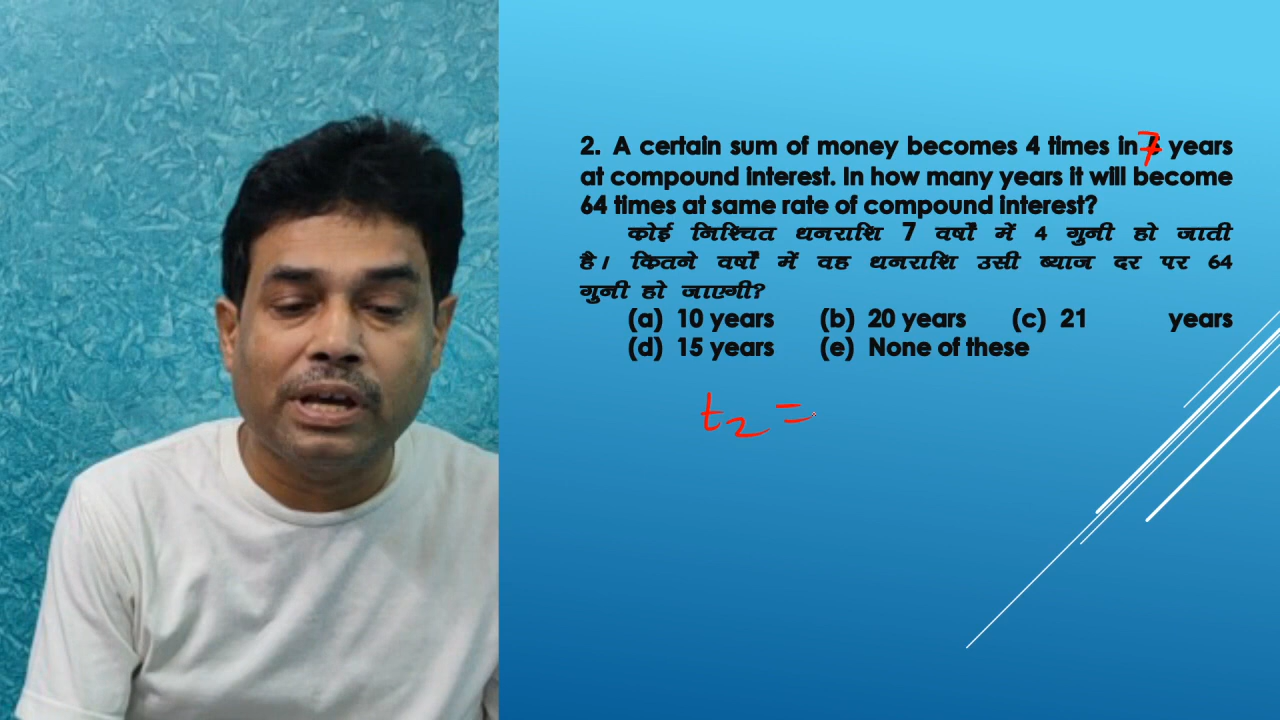 2. A certain sum of money becomes 4 times in 7 years
at compound interest. In how many years it will become
64 times at same rate of compound interest?
कोई निश्चित धनराशि 7 वर्षों में 4 गुनी हो जाती
है। कितने वर्षों में वह धनराशि उसी ब्याज दर पर 64
गुनी हो जाएगी?
(a) 10 years (b) 20 years (c) 21 years
(d) 15 years (e) None of these
t2 =